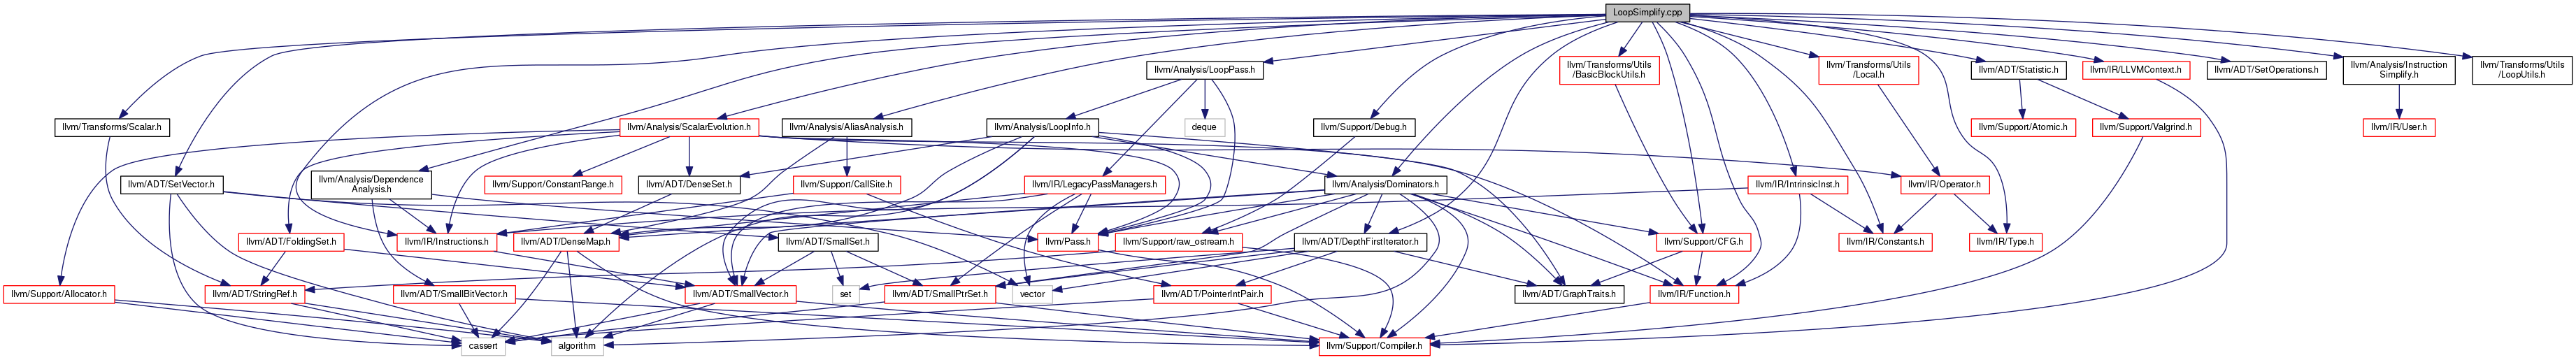 LoopSimplify.cpp
llvm/Analysis/LoopPass.h
llvm/Transforms/Utils
/BasicBlockUtils.h
llvm/Transforms/Utils
/Local.h
llvm/ADT/Statistic.h
llvm/IR/LLVMContext.h
llvm/ADT/SetOperations.h
llvm/Analysis/Instruction
Simplify.h
llvm/Transforms/Utils
/LoopUtils.h
llvm/Transforms/Scalar.h
llvm/Analysis/ScalarEvolution.h
llvm/Analysis/AliasAnalysis.h
llvm/Analysis/LoopInfo.h
deque
llvm/Support/Debug.h
llvm/Support/Atomic.h
llvm/Support/Valgrind.h
llvm/IR/User.h
llvm/ADT/SetVector.h
llvm/Analysis/Dependence
Analysis.h
llvm/Support/ConstantRange.h
llvm/ADT/DenseSet.h
llvm/Support/CallSite.h
llvm/IR/LegacyPassManagers.h
llvm/Analysis/Dominators.h
llvm/IR/IntrinsicInst.h
llvm/IR/Operator.h
llvm/ADT/FoldingSet.h
llvm/IR/Instructions.h
llvm/ADT/DenseMap.h
llvm/ADT/SmallSet.h
llvm/Pass.h
llvm/Support/raw_ostream.h
llvm/ADT/DepthFirstIterator.h
llvm/Support/CFG.h
llvm/IR/Constants.h
llvm/IR/Type.h
llvm/Support/Allocator.h
llvm/ADT/StringRef.h
llvm/ADT/SmallBitVector.h
llvm/ADT/SmallVector.h
set
llvm/ADT/SmallPtrSet.h
vector
llvm/ADT/PointerIntPair.h
llvm/ADT/GraphTraits.h
llvm/IR/Function.h
cassert
algorithm
llvm/Support/Compiler.h